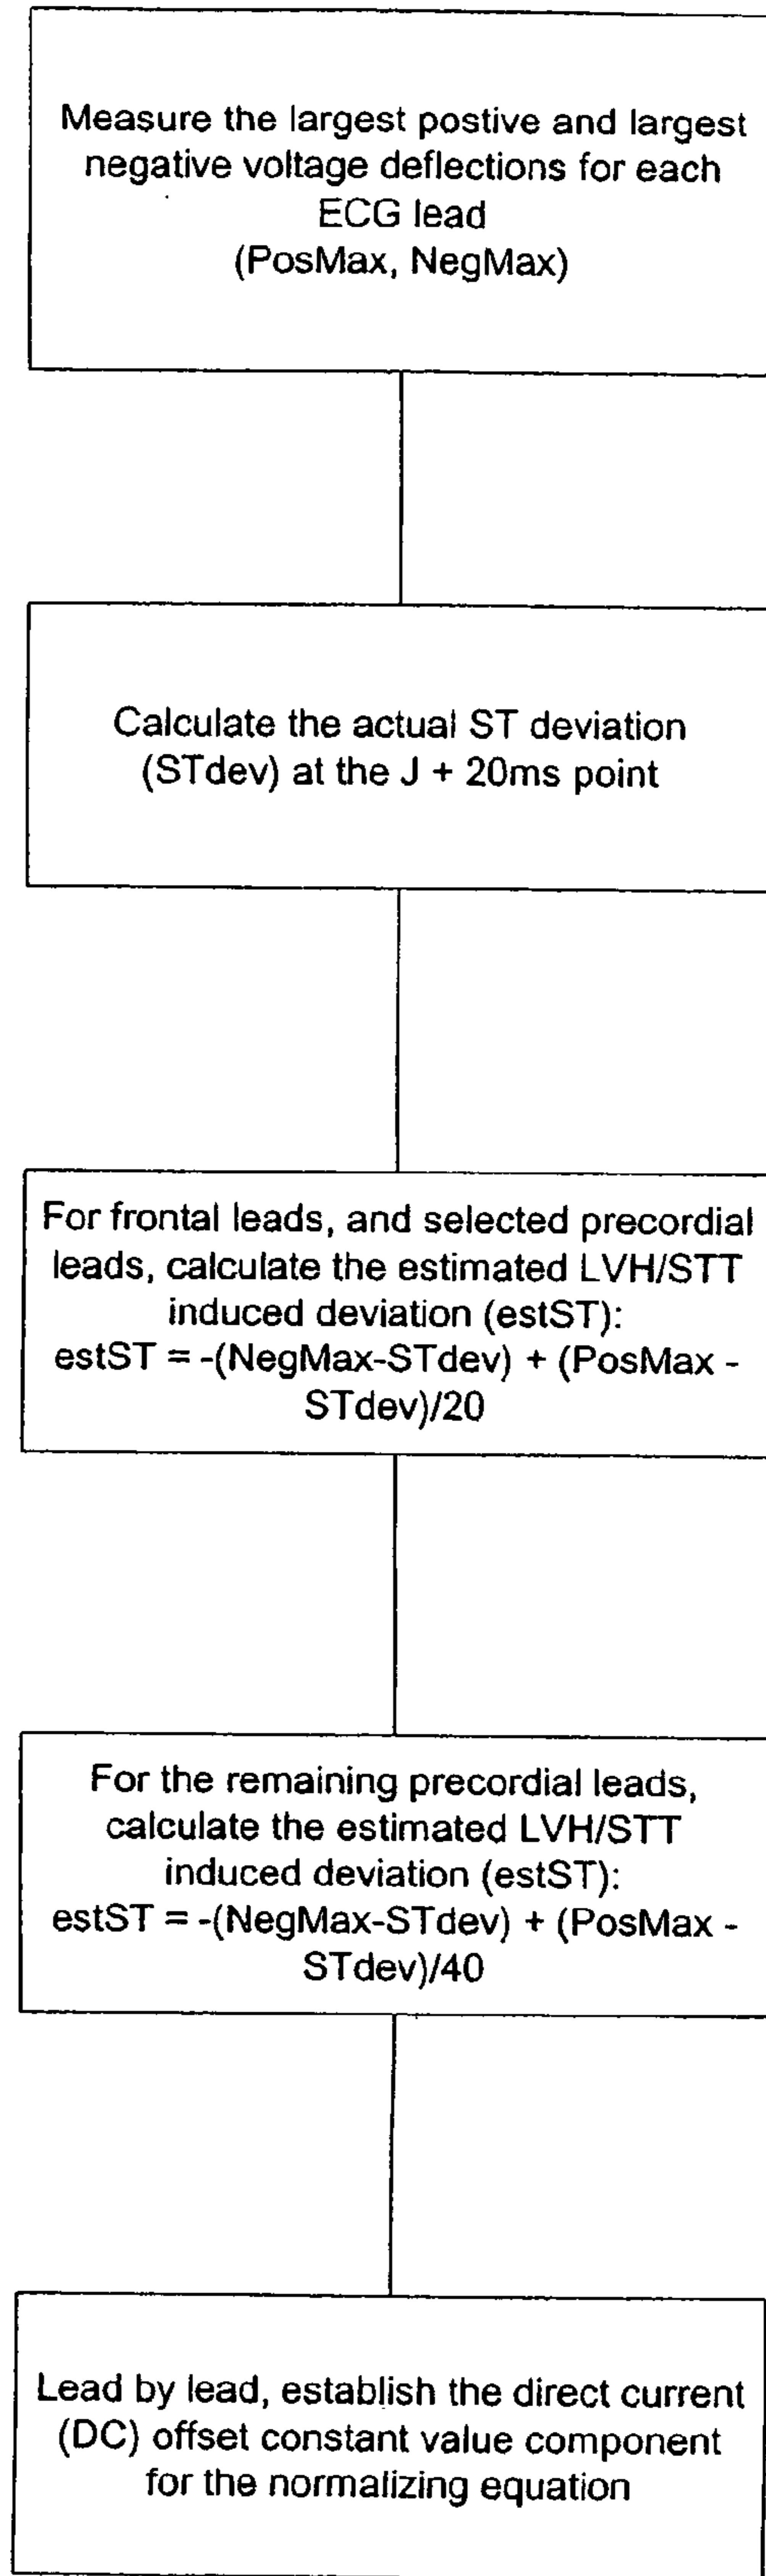 Measure the largest postive and largest
negative voltage deflections for each
ECG lead
(PosMax, NegMax)
Calculate the actual ST deviation
(STdev) at the J + 20ms point
For frontal leads, and selected precordial
leads, calculate the estimated LVH/STT
induced deviation (estST):
estST = -(NegMax-STdev) + (PosMax -
STdev)/20
For the remaining precordial leads,
calculate the estimated LVH/STT
induced deviation (estST):
estST = -(NegMax-STdev) + (PosMax -
STdev)/40
Lead by lead, establish the direct current
(DC) offset constant value component
for the normalizing equation